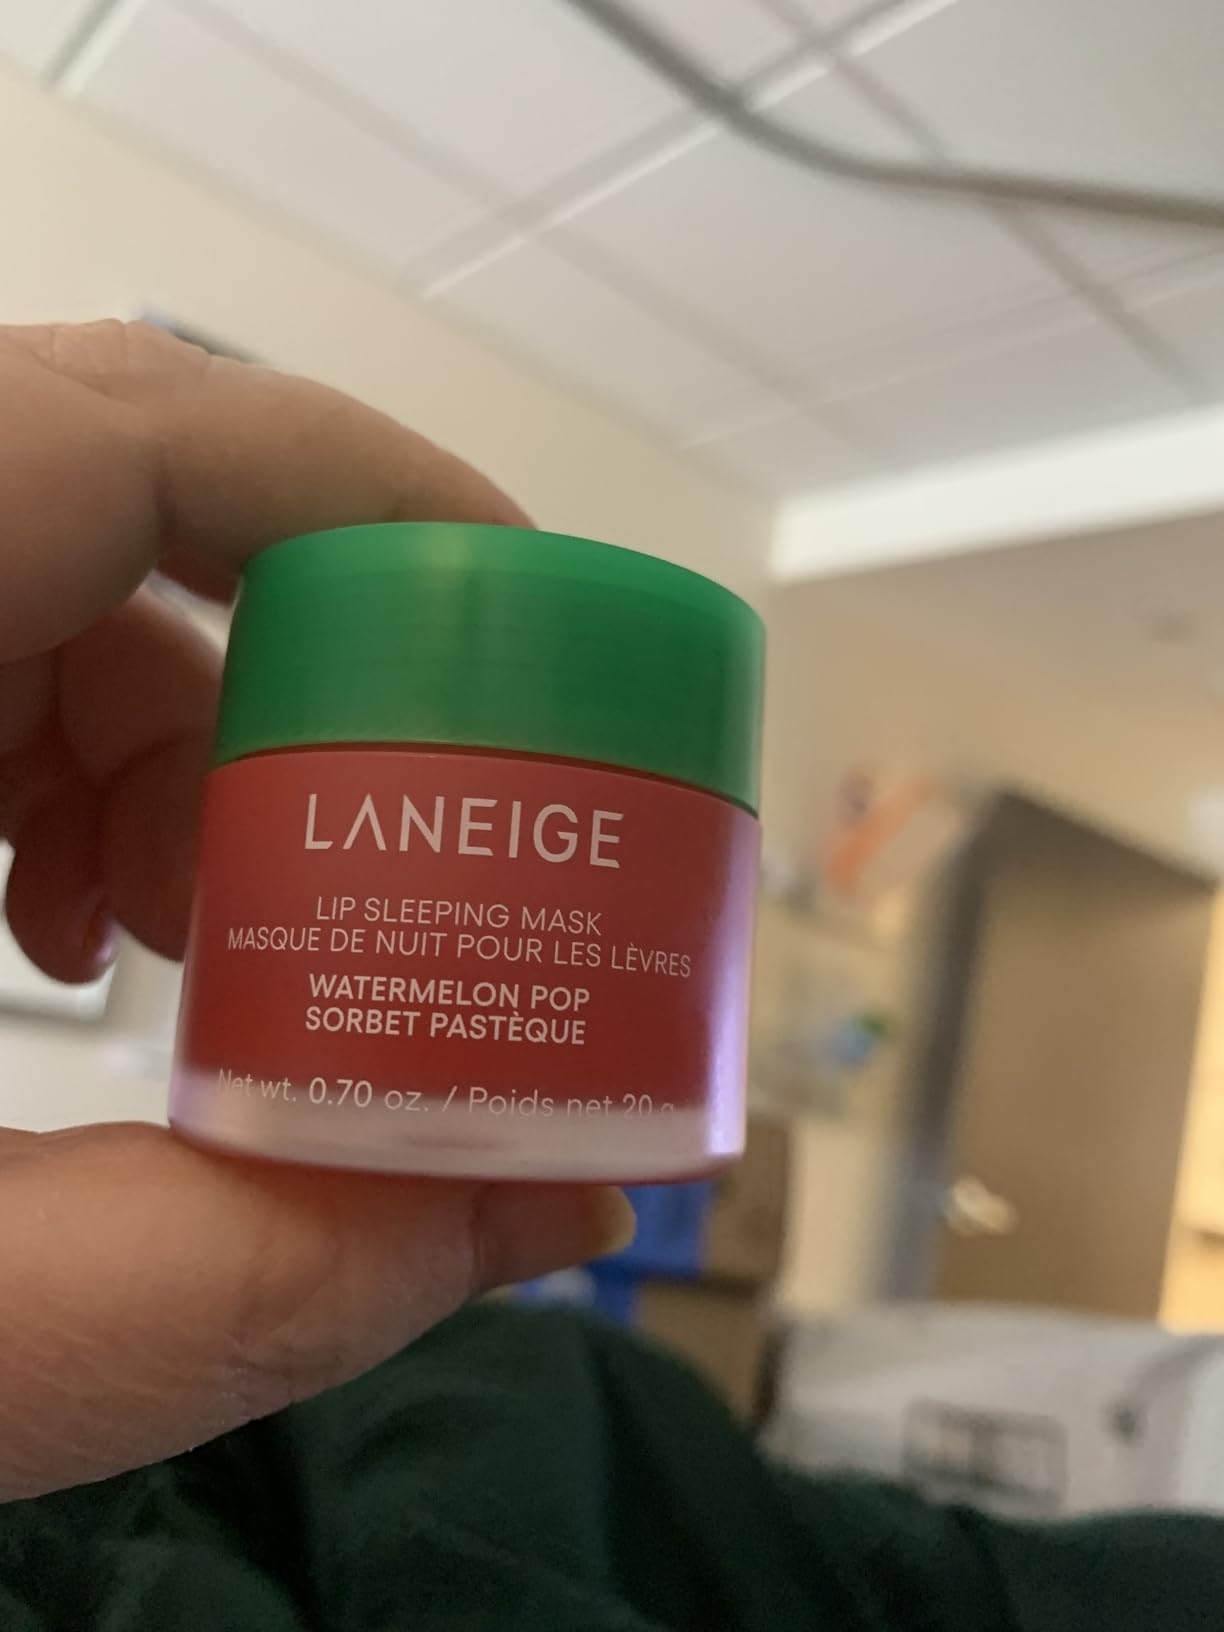 LANEIGE
LIP SLEEPING MASK
MASQUE DE NUIT POUR LES LÈVRES
WATERMELON POP
SORBET PASTÈQUE
Net wt. 0.70 oz. / Poids net 20 g